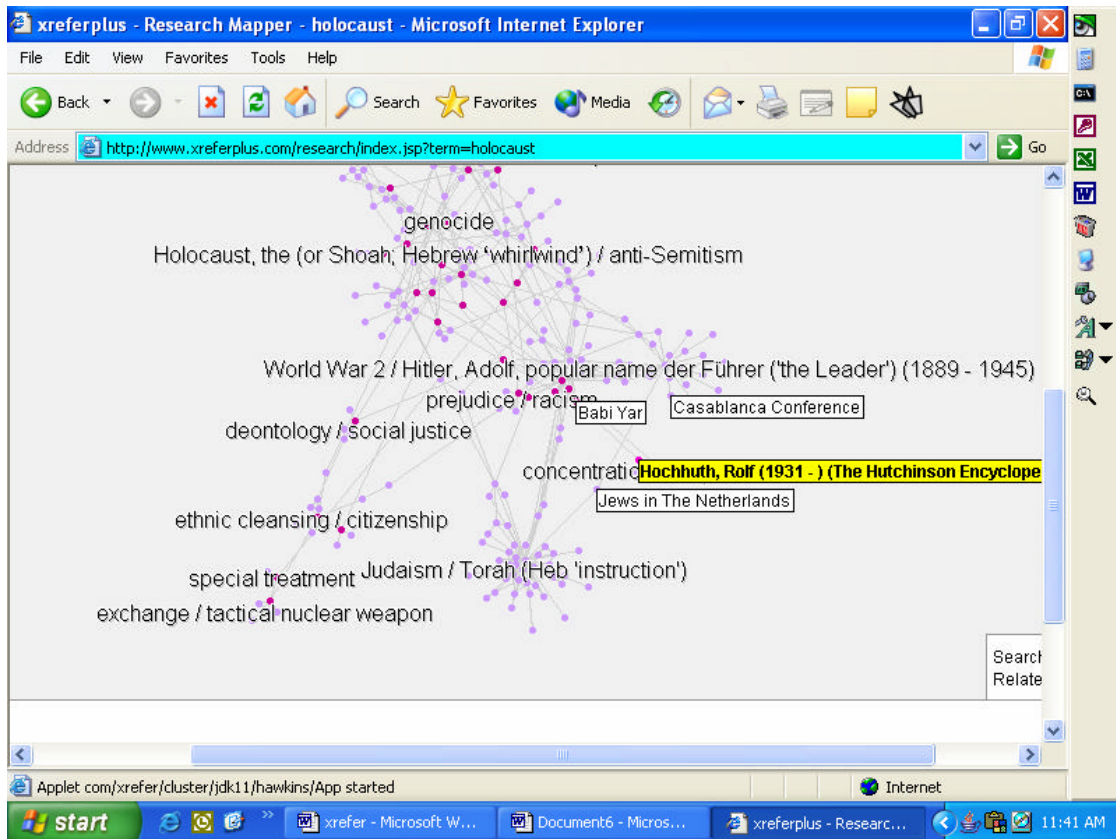 xreferplus - Research Mapper - holocaust - Microsoft Internet Explorer
File Edit View Favorites Tools Help
Back Search Favorites Media
Address http://www.xreferplus.com/research/index.jsp?term=holocaust Go
genocide
Holocaust, the (or Shoah; Hebrew ‘whirlwind’) / anti-Semitism
World War 2 / Hitler, Adolf, popular name der Führer ('the Leader') (1889 - 1945)
prejudice / racism
Babi Yar
Casablanca Conference
deontology / social justice
concentratio
Hochhuth, Rolf (1931 - ) (The Hutchinson Encyclope
Jews in The Netherlands
ethnic cleansing / citizenship
special treatment
Judaism / Torah (Heb 'instruction')
exchange / tactical nuclear weapon
Search
Relate
Applet com/xrefer/cluster/jdk11/hawkins/App started
Internet
start
xrefer - Microsoft W...
Document6 - Micros...
xreferplus - Researc...
11:41 AM